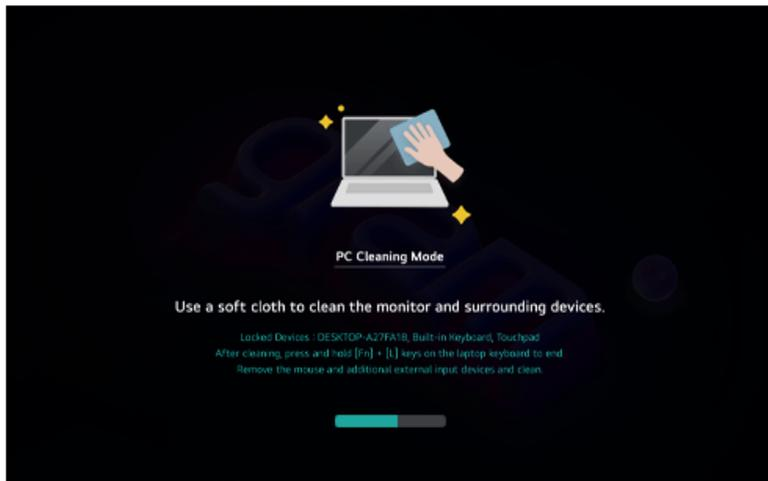 PC Cleaning Mode
Use a soft cloth to clean the monitor and surrounding devices.
Locked Devices : DESKTOP-A27FA1B, Built-in Keyboard, Touchpad
After cleaning, press and hold [Fn] + [L] keys on the laptop keyboard to end
Remove the mouse and additional external input devices and clean.